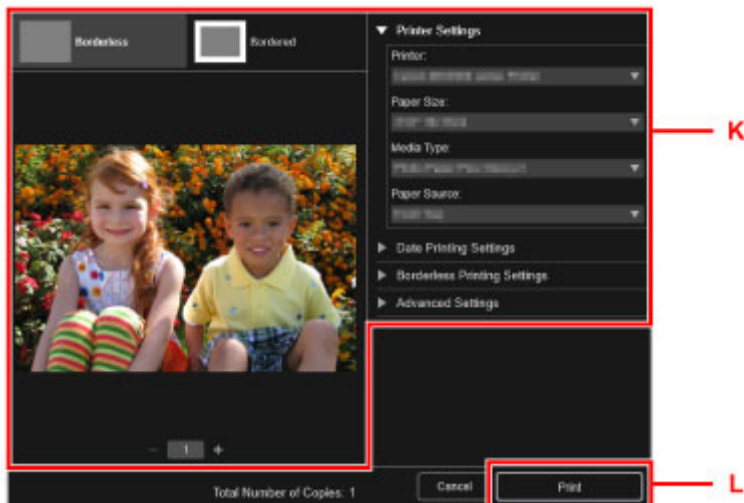 Borderless
Bordered
Printer Settings
Printer:
Paper Size:
Media Type:
Paper Source:
Date Printing Settings
Borderless Printing Settings
Advanced Settings
K
1
Total Number of Copies: 1
Cancel
Print
L